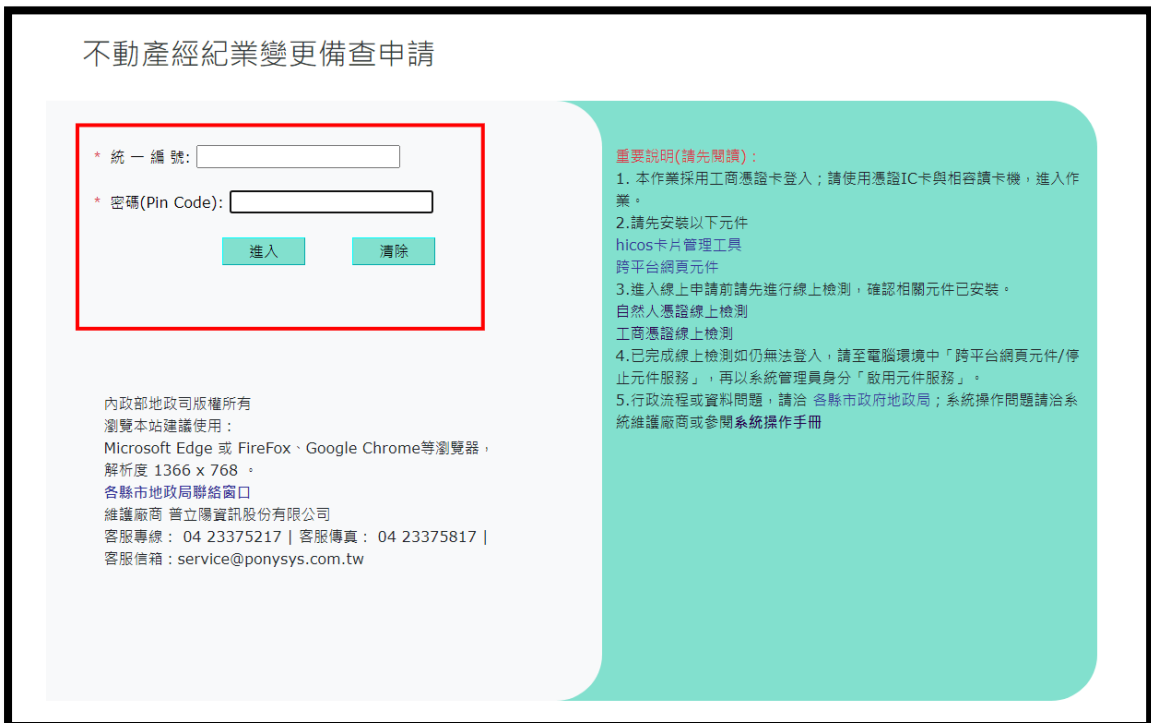 不動產經紀業變更備查申請
* 統 一 編 號:
* 密碼(Pin Code):
進入 清除
內政部地政司版權所有
瀏覽本站建議使用：
Microsoft Edge 或 FireFox、Google Chrome等瀏覽器，
解析度 1366 x 768 。
各縣市地政局聯絡窗口
維護廠商 普立陽資訊股份有限公司
客服專線： 04 23375217 | 客服傳真： 04 23375817 |
客服信箱：service@ponysys.com.tw
重要說明(請先閱讀)：
1. 本作業採用工商憑證卡登入；請使用憑證IC卡與相容讀卡機，進入作
業。
2.請先安裝以下元件
hicos卡片管理工具
跨平台網頁元件
3.進入線上申請前請先進行線上檢測，確認相關元件已安裝。
自然人憑證線上檢測
工商憑證線上檢測
4.已完成線上檢測如仍無法登入，請至電腦環境中「跨平台網頁元件/停
止元件服務」，再以系統管理員身分「啟用元件服務」。
5.行政流程或資料問題，請洽 各縣市政府地政局；系統操作問題請洽系
統維護廠商或參閱系統操作手冊